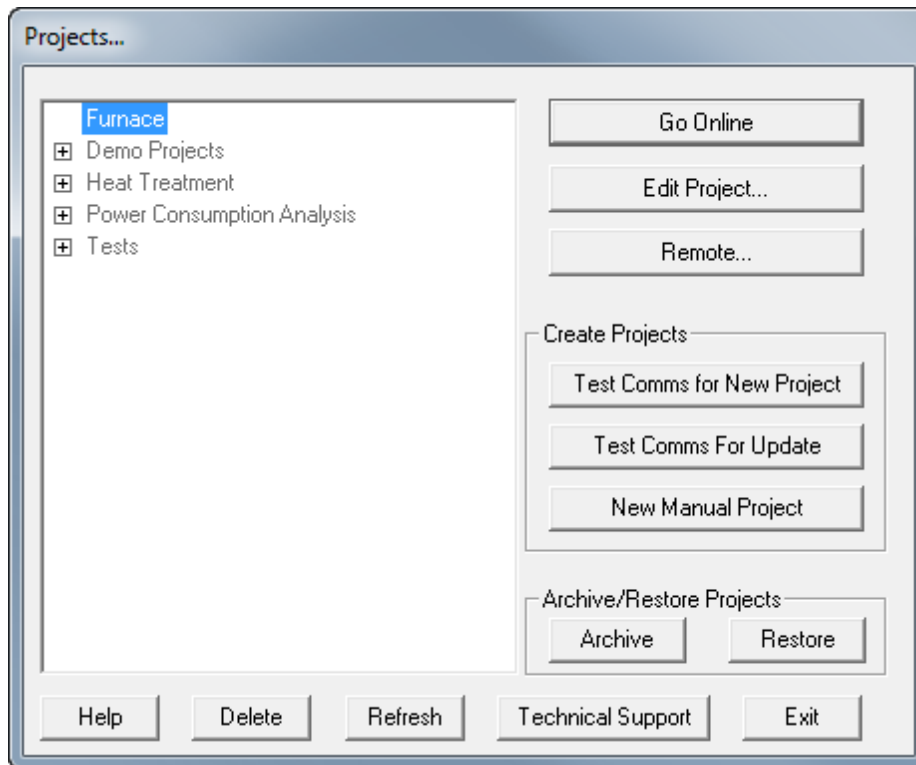 Projects...
Furnace
Demo Projects
Heat Treatment
Power Consumption Analysis
Tests
Go Online
Edit Project...
Remote...
Create Projects
Test Comms for New Project
Test Comms For Update
New Manual Project
Archive/Restore Projects
Archive Restore
Help Delete Refresh Technical Support Exit